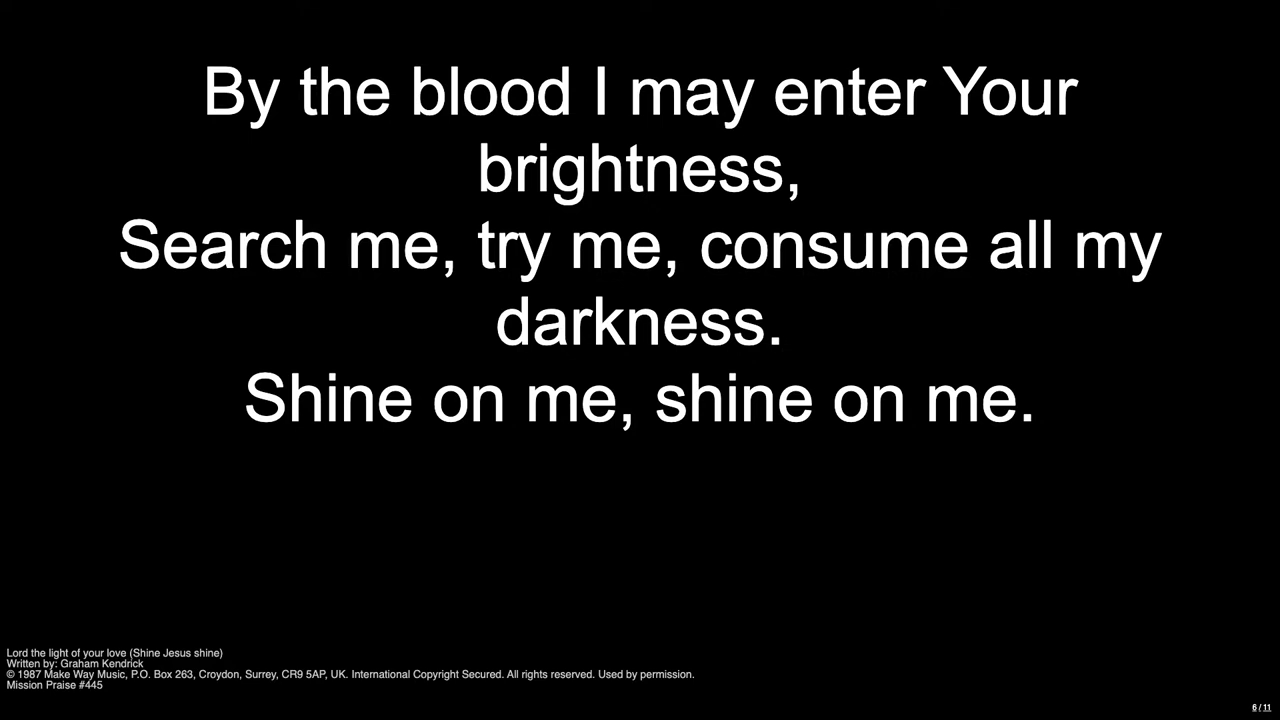 By the blood I may enter Your
brightness,
Search me, try me, consume all my
darkness.
Shine on me, shine on me.
Lord the light of your love (Shine Jesus shine)
Written by: Graham Kendrick
© 1987 Make Way Music, P.O. Box 263, Croydon, Surrey, CR9 5AP, UK. International Copyright Secured. All rights reserved. Used by permission.
Mission Praise #445
6 / 11